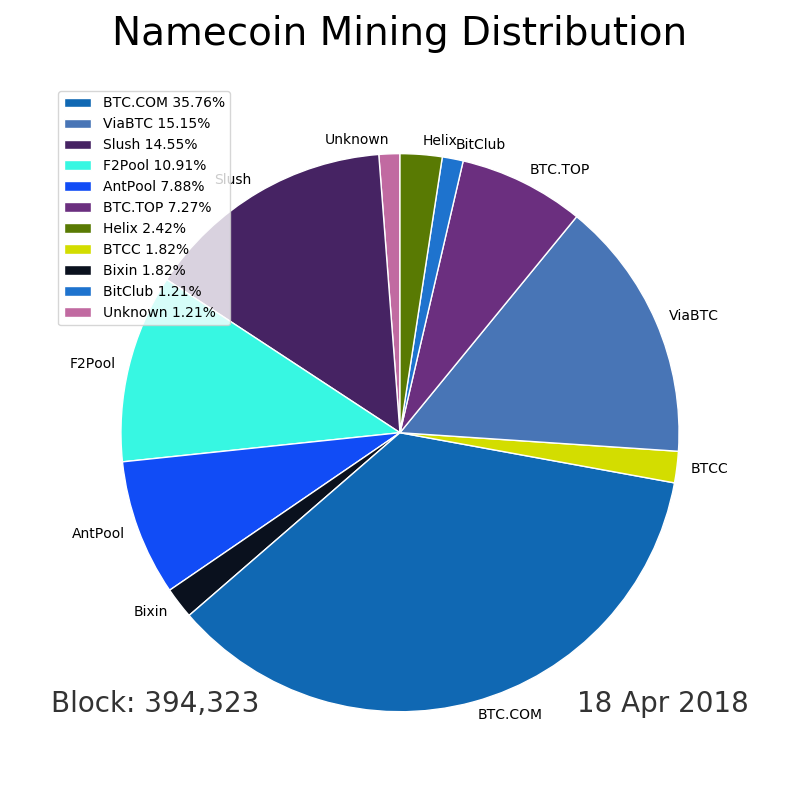 Namecoin Mining Distribution
BTC.COM 35.76%
ViaBTC 15.15%
Slush 14.55%
F2Pool 10.91%
AntPool 7.88%
BTC.TOP 7.27%
Helix 2.42%
BTCC 1.82%
Bixin 1.82%
BitClub 1.21%
Unknown 1.21%
Unknown
Helix
BitClub
BTC.TOP
Slush
ViaBTC
F2Pool
BTCC
AntPool
Bixin
Block: 394,323
18 Apr 2018
BTC.COM